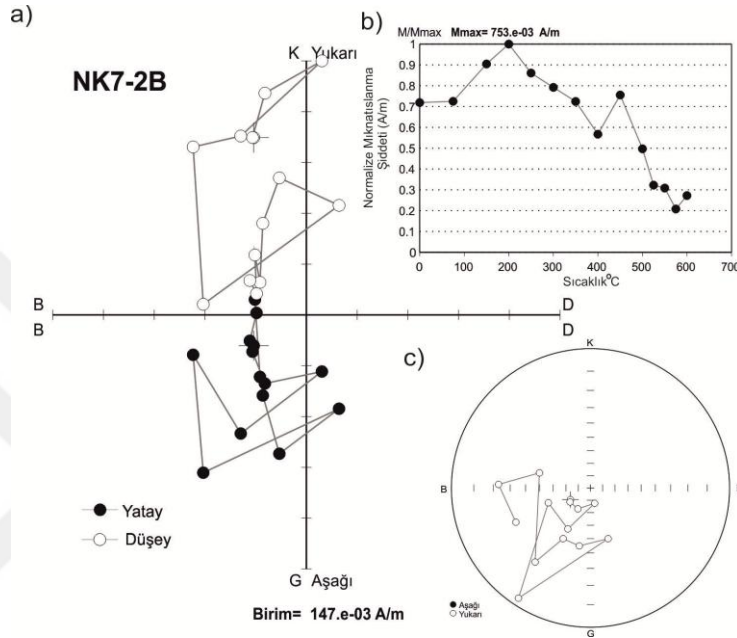 a)
NK7-2B
K Yukarı
B
D
B
D
Yatay
Düşey
G Aşağı
Birim= 147.e-03 A/m
b)
M/Mmax Mmax= 753.e-03 A/m
Normalize Mıknatıslanma
Şiddeti (A/m)
1
0.9
0.8
0.7
0.6
0.5
0.4
0.3
0.2
0.1
0
0 100 200 300 400 500 600 700
Sıcaklık°C
c)
K
B
G
Aşağı
Yukarı